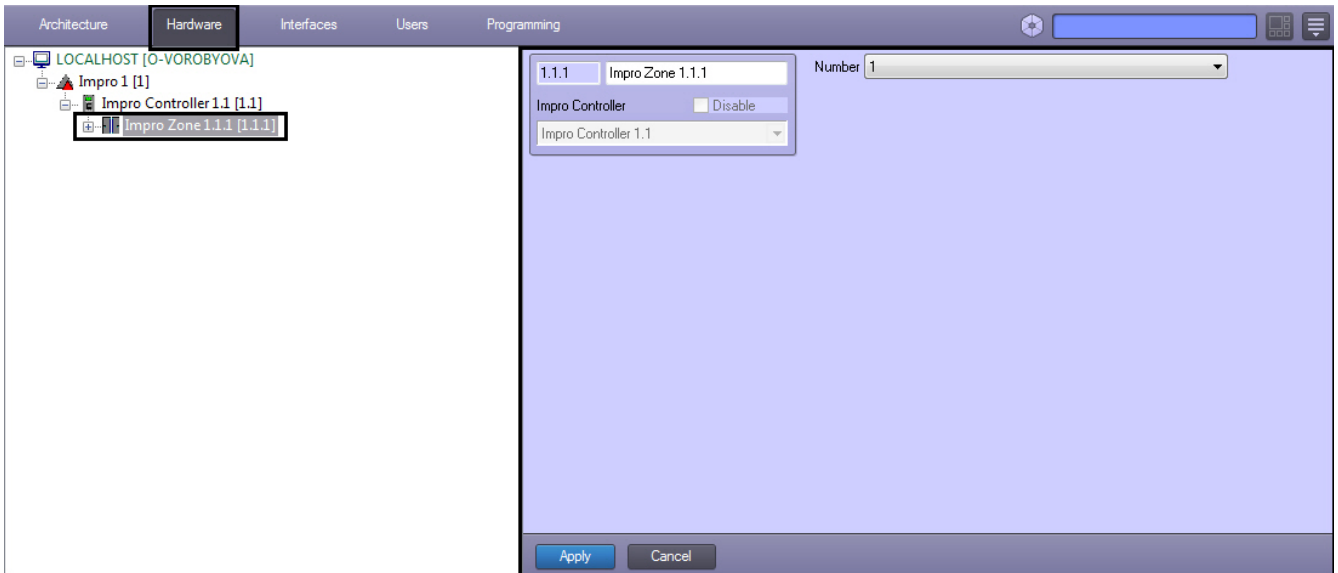 Architecture Hardware Interfaces Users Programming
LOCALHOST [O-VOROBYOVA]
Impro 1 [1]
Impro Controller 1.1 [1.1]
Impro Zone 1.1.1 [1.1.1]
1.1.1 Impro Zone 1.1.1
Impro Controller Disable
Impro Controller 1.1
Number 1
Apply Cancel